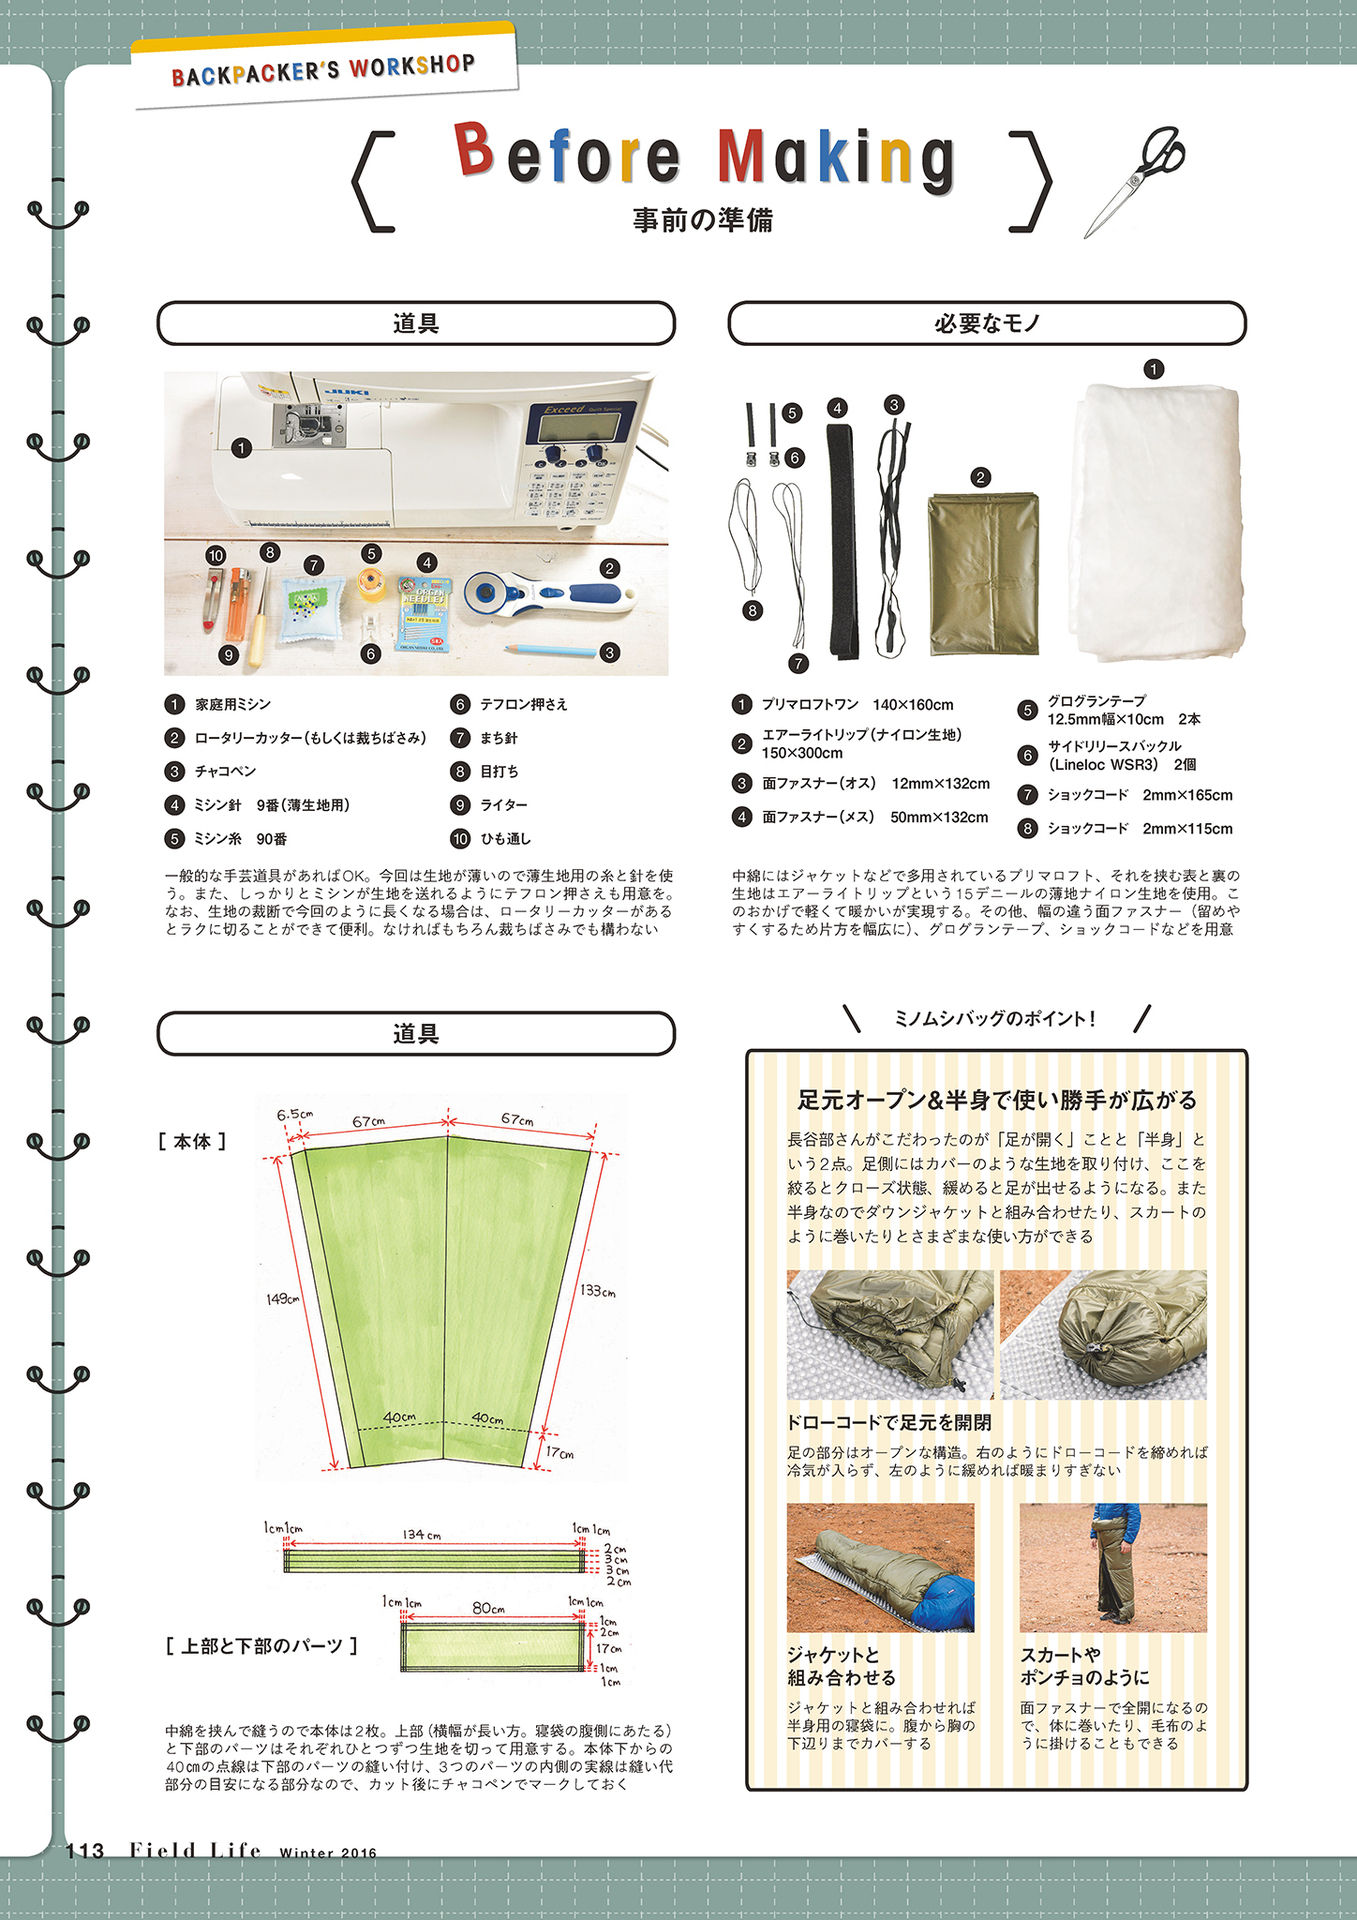 BACKPACKER'S WORKSHOP
Before Making
事前の準備
道具
JUKI
Exceed Quilt Special
ORGAN
NEEDLES
1
2
3
4
5
6
7
8
9
10
1 家庭用ミシン
2 ロータリーカッター(もしくは裁ちばさみ)
3 チャコペン
4 ミシン針　9番(薄生地用)
5 ミシン糸　90番
6 テフロン押さえ
7 まち針
8 目打ち
9 ライター
10 ひも通し
一般的な手芸道具があればOK。今回は生地が薄いので薄生地用の糸と針を使
う。また、しっかりとミシンが生地を送れるようにテフロン押さえも用意を。
なお、生地の裁断で今回のように長くなる場合は、ロータリーカッターがある
とラクに切ることができて便利。なければもちろん裁ちばさみでも構わない
必要なモノ
1
2
3
4
5
6
7
8
1 プリマロフトワン　140×160cm
2 エアーライトリップ(ナイロン生地)
150×300cm
3 面ファスナー(オス)　12mm×132cm
4 面ファスナー(メス)　50mm×132cm
5 グログランテープ
12.5mm幅×10cm　2本
6 サイドリリースバックル
(Lineloc WSR3)　2個
7 ショックコード　2mm×165cm
8 ショックコード　2mm×115cm
中綿にはジャケットなどで多用されているプリマロフト、それを挟む表と裏の
生地はエアーライトリップという15デニールの薄地ナイロン生地を使用。こ
のおかげで軽くて暖かいが実現する。その他、幅の違う面ファスナー(留めや
すくするため片方を幅広に)、グログランテープ、ショックコードなどを用意
道具
[ 本体 ]
6.5cm
67cm
67cm
149cm
133cm
40cm
40cm
17cm
1cm 1cm
134cm
1cm 1cm
2cm
3cm
3cm
2cm
[ 上部と下部のパーツ ]
1cm 1cm
80cm
1cm 1cm
1cm
2cm
17cm
1cm
1cm
中綿を挟んで縫うので本体は2枚。上部(横幅が長い方。寝袋の腹側にあたる)
と下部のパーツはそれぞれひとつずつ生地を切って用意する。本体下からの
40cmの点線は下部のパーツの縫い付け、3つのパーツの内側の実線は縫い代
部分の目安になる部分なので、カット後にチャコペンでマークしておく
ミノムシバッグのポイント!
足元オープン&半身で使い勝手が広がる
長谷部さんがこだわったのが「足が開く」ことと「半身」と
いう2点。足側にはカバーのような生地を取り付け、ここを
絞るとクローズ状態、緩めると足が出せるようになる。また
半身なのでダウンジャケットと組み合わせたり、スカートの
ように巻いたりとさまざまな使い方ができる
ドローコードで足元を開閉
足の部分はオープンな構造。右のようにドローコードを締めれば
冷気が入らず、左のように緩めれば暖まりすぎない
ジャケットと
組み合わせる
ジャケットと組み合わせれば
半身用の寝袋に。腹から胸の
下辺りまでカバーする
スカートや
ポンチョのように
面ファスナーで全開になるの
で、体に巻いたり、毛布のよ
うに掛けることもできる
113 Field Life Winter 2016